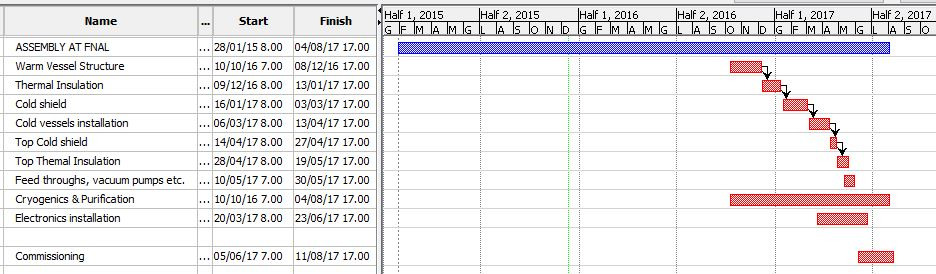 Name ... Start Finish Half 1, 2015 Half 2, 2015 Half 1, 2016 Half 2, 2016 Half 1, 2017 Half 2, 2017
G F M A M G L A S O N D G F M A M G L A S O N D G F M A M G L A S O
ASSEMBLY AT FNAL ... 28/01/15 8.00 04/08/17 17.00
Warm Vessel Structure ... 10/10/16 7.00 08/12/16 17.00
Thermal Insulation ... 09/12/16 8.00 13/01/17 17.00
Cold shield ... 16/01/17 8.00 03/03/17 17.00
Cold vessels installation ... 06/03/17 8.00 13/04/17 17.00
Top Cold shield ... 14/04/17 8.00 27/04/17 17.00
Top Themal Insulation ... 28/04/17 8.00 19/05/17 17.00
Feed throughs, vacuum pumps etc. ... 10/05/17 7.00 30/05/17 17.00
Cryogenics & Purification ... 10/10/16 7.00 04/08/17 17.00
Electronics installation ... 20/03/17 8.00 23/06/17 17.00
Commissioning ... 05/06/17 7.00 11/08/17 17.00